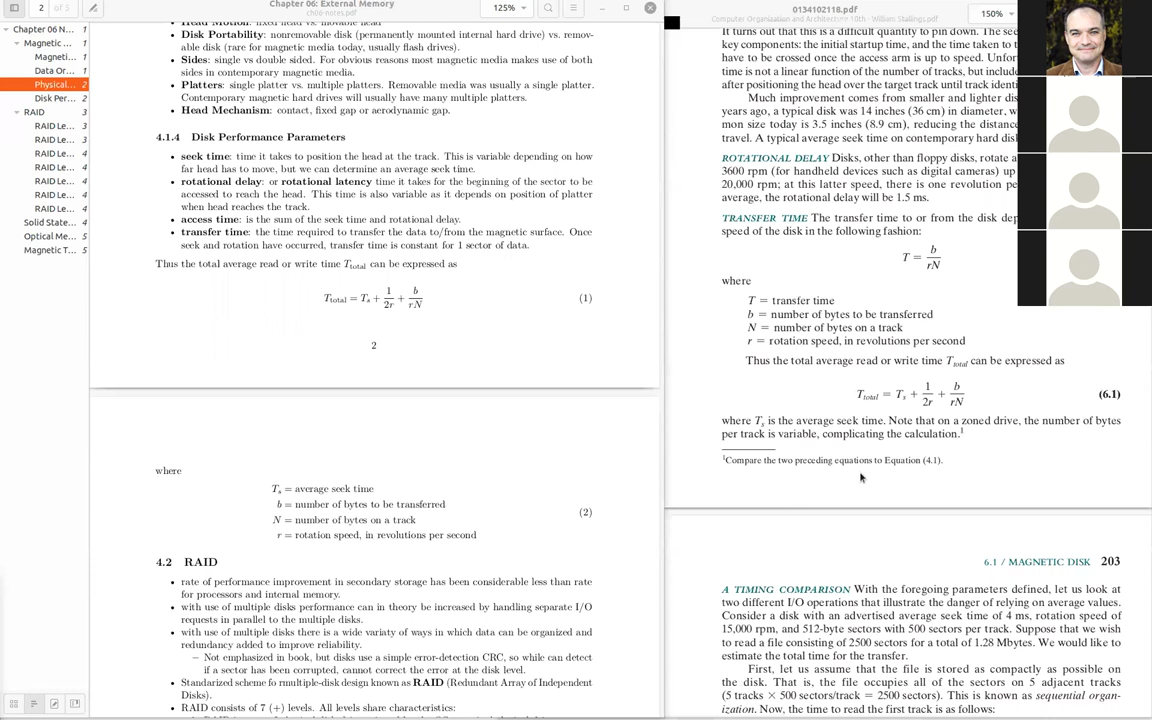 2 of 5
Chapter 06: External Memory
ch06-notes.pdf
125%
Chapter 06 N... 1
Magnetic ... 1
Magneti... 1
Data Or... 1
Physical... 2
Disk Per... 2
RAID 3
RAID Le... 3
RAID Le... 3
RAID Le... 4
RAID Le... 4
RAID Le... 4
RAID Le... 4
RAID Le... 4
Solid State... 4
Optical Me... 5
Magnetic T... 5
• Head Motion: fixed head vs. movable head
• Disk Portability: nonremovable disk (permanently mounted internal hard drive) vs. remov-
able disk (rare for magnetic media today, usually flash drives).
• Sides: single vs double sided. For obvious reasons most magnetic media makes use of both
sides in contemporary magnetic media.
• Platters: single platter vs. multiple platters. Removable media was usually a single platter.
Contemporary magnetic hard drives will usually have many multiple platters.
• Head Mechanism: contact, fixed gap or aerodynamic gap.
4.1.4 Disk Performance Parameters
• seek time: time it takes to position the head at the track. This is variable depending on how
far head has to move, but we can determine an average seek time.
• rotational delay: or rotational latency time it takes for the beginning of the sector to be
accessed to reach the head. This time is also variable as it depends on position of platter
when head reaches the track.
• access time: is the sum of the seek time and rotational delay.
• transfer time: the time required to transfer the data to/from the magnetic surface. Once
seek and rotation have occurred, transfer time is constant for 1 sector of data.
Thus the total average read or write time Ttotal can be expressed as
Ttotal = Ts + 1/2r + b/rN (1)
2
where
Ts = average seek time
b = number of bytes to be transferred
N = number of bytes on a track (2)
r = rotation speed, in revolutions per second
4.2 RAID
• rate of performance improvement in secondary storage has been considerable less than rate
for processors and internal memory.
• with use of multiple disks performance can in theory be increased by handling separate I/O
requests in parallel to the multiple disks.
• with use of multiple disks there is a wide variaty of ways in which data can be organized and
redundancy added to improve reliability.
– Not emphasized in book, but disks use a simple error-detection CRC, so while can detect
if a sector has been corrupted, cannot correct the error at the disk level.
• Standarized scheme fo rmultiple-disk design known as RAID (Redundant Array of Independent
Disks).
• RAID consists of 7 (+) levels. All levels share characteristics:
0134102118.pdf
Computer Organization and Architecture 10th - William Stallings.pdf
150%
It turns out that this is a difficult quantity to pin down. The see
key components: the initial startup time, and the time taken to t
have to be crossed once the access arm is up to speed. Unfor
time is not a linear function of the number of tracks, but include
after positioning the head over the target track until track identi
Much improvement comes from smaller and lighter dis
years ago, a typical disk was 14 inches (36 cm) in diameter, w
mon size today is 3.5 inches (8.9 cm), reducing the distance
travel. A typical average seek time on contemporary hard disk
ROTATIONAL DELAY Disks, other than floppy disks, rotate a
3600 rpm (for handheld devices such as digital cameras) up
20,000 rpm; at this latter speed, there is one revolution pe
average, the rotational delay will be 1.5 ms.
TRANSFER TIME The transfer time to or from the disk dep
speed of the disk in the following fashion:
T = b/rN
where
T = transfer time
b = number of bytes to be transferred
N = number of bytes on a track
r = rotation speed, in revolutions per second
Thus the total average read or write time Ttotal can be expressed as
Ttotal = Ts + 1/2r + b/rN (6.1)
where Ts is the average seek time. Note that on a zoned drive, the number of bytes
per track is variable, complicating the calculation.1
1Compare the two preceding equations to Equation (4.1).
6.1 / MAGNETIC DISK 203
A TIMING COMPARISON With the foregoing parameters defined, let us look at
two different I/O operations that illustrate the danger of relying on average values.
Consider a disk with an advertised average seek time of 4 ms, rotation speed of
15,000 rpm, and 512-byte sectors with 500 sectors per track. Suppose that we wish
to read a file consisting of 2500 sectors for a total of 1.28 Mbytes. We would like to
estimate the total time for the transfer.
First, let us assume that the file is stored as compactly as possible on
the disk. That is, the file occupies all of the sectors on 5 adjacent tracks
(5 tracks × 500 sectors/track = 2500 sectors). This is known as sequential organ-
ization. Now, the time to read the first track is as follows: